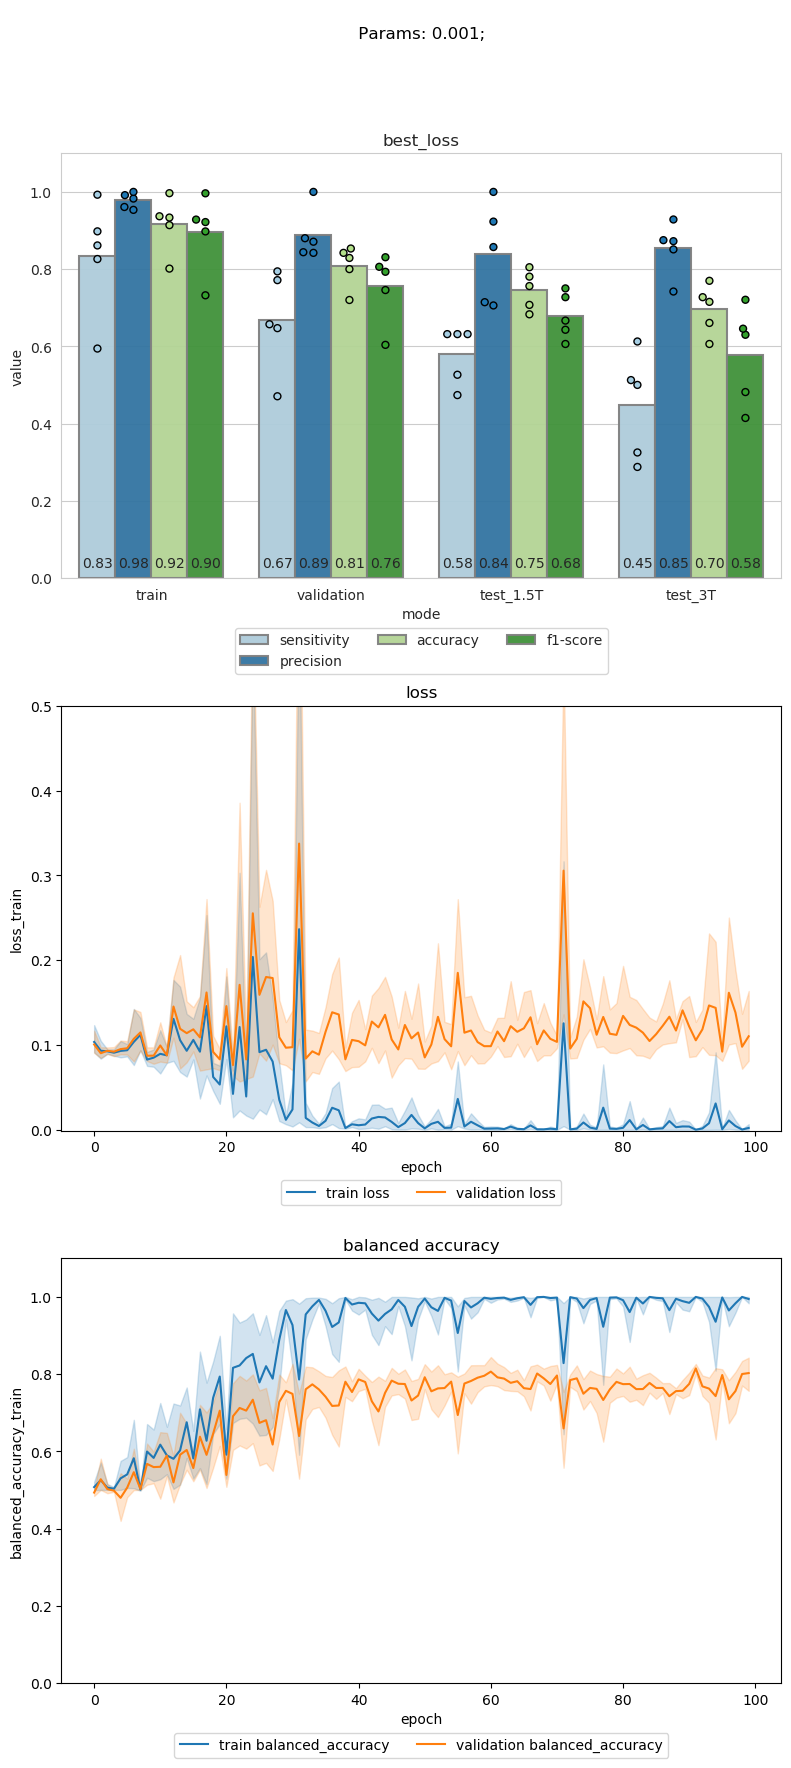 Params: 0.001;
best_loss
value
1.0
0.8
0.6
0.4
0.2
0.0
0.83 0.98 0.92 0.90 0.67 0.89 0.81 0.76 0.58 0.84 0.75 0.68 0.45 0.85 0.70 0.58
train validation test_1.5T test_3T
mode
sensitivity accuracy f1-score
precision
loss
loss_train
0.5
0.4
0.3
0.2
0.1
0.0
0 20 40 60 80 100
epoch
train loss validation loss
balanced accuracy
balanced_accuracy_train
1.0
0.8
0.6
0.4
0.2
0.0
0 20 40 60 80 100
epoch
train balanced_accuracy validation balanced_accuracy